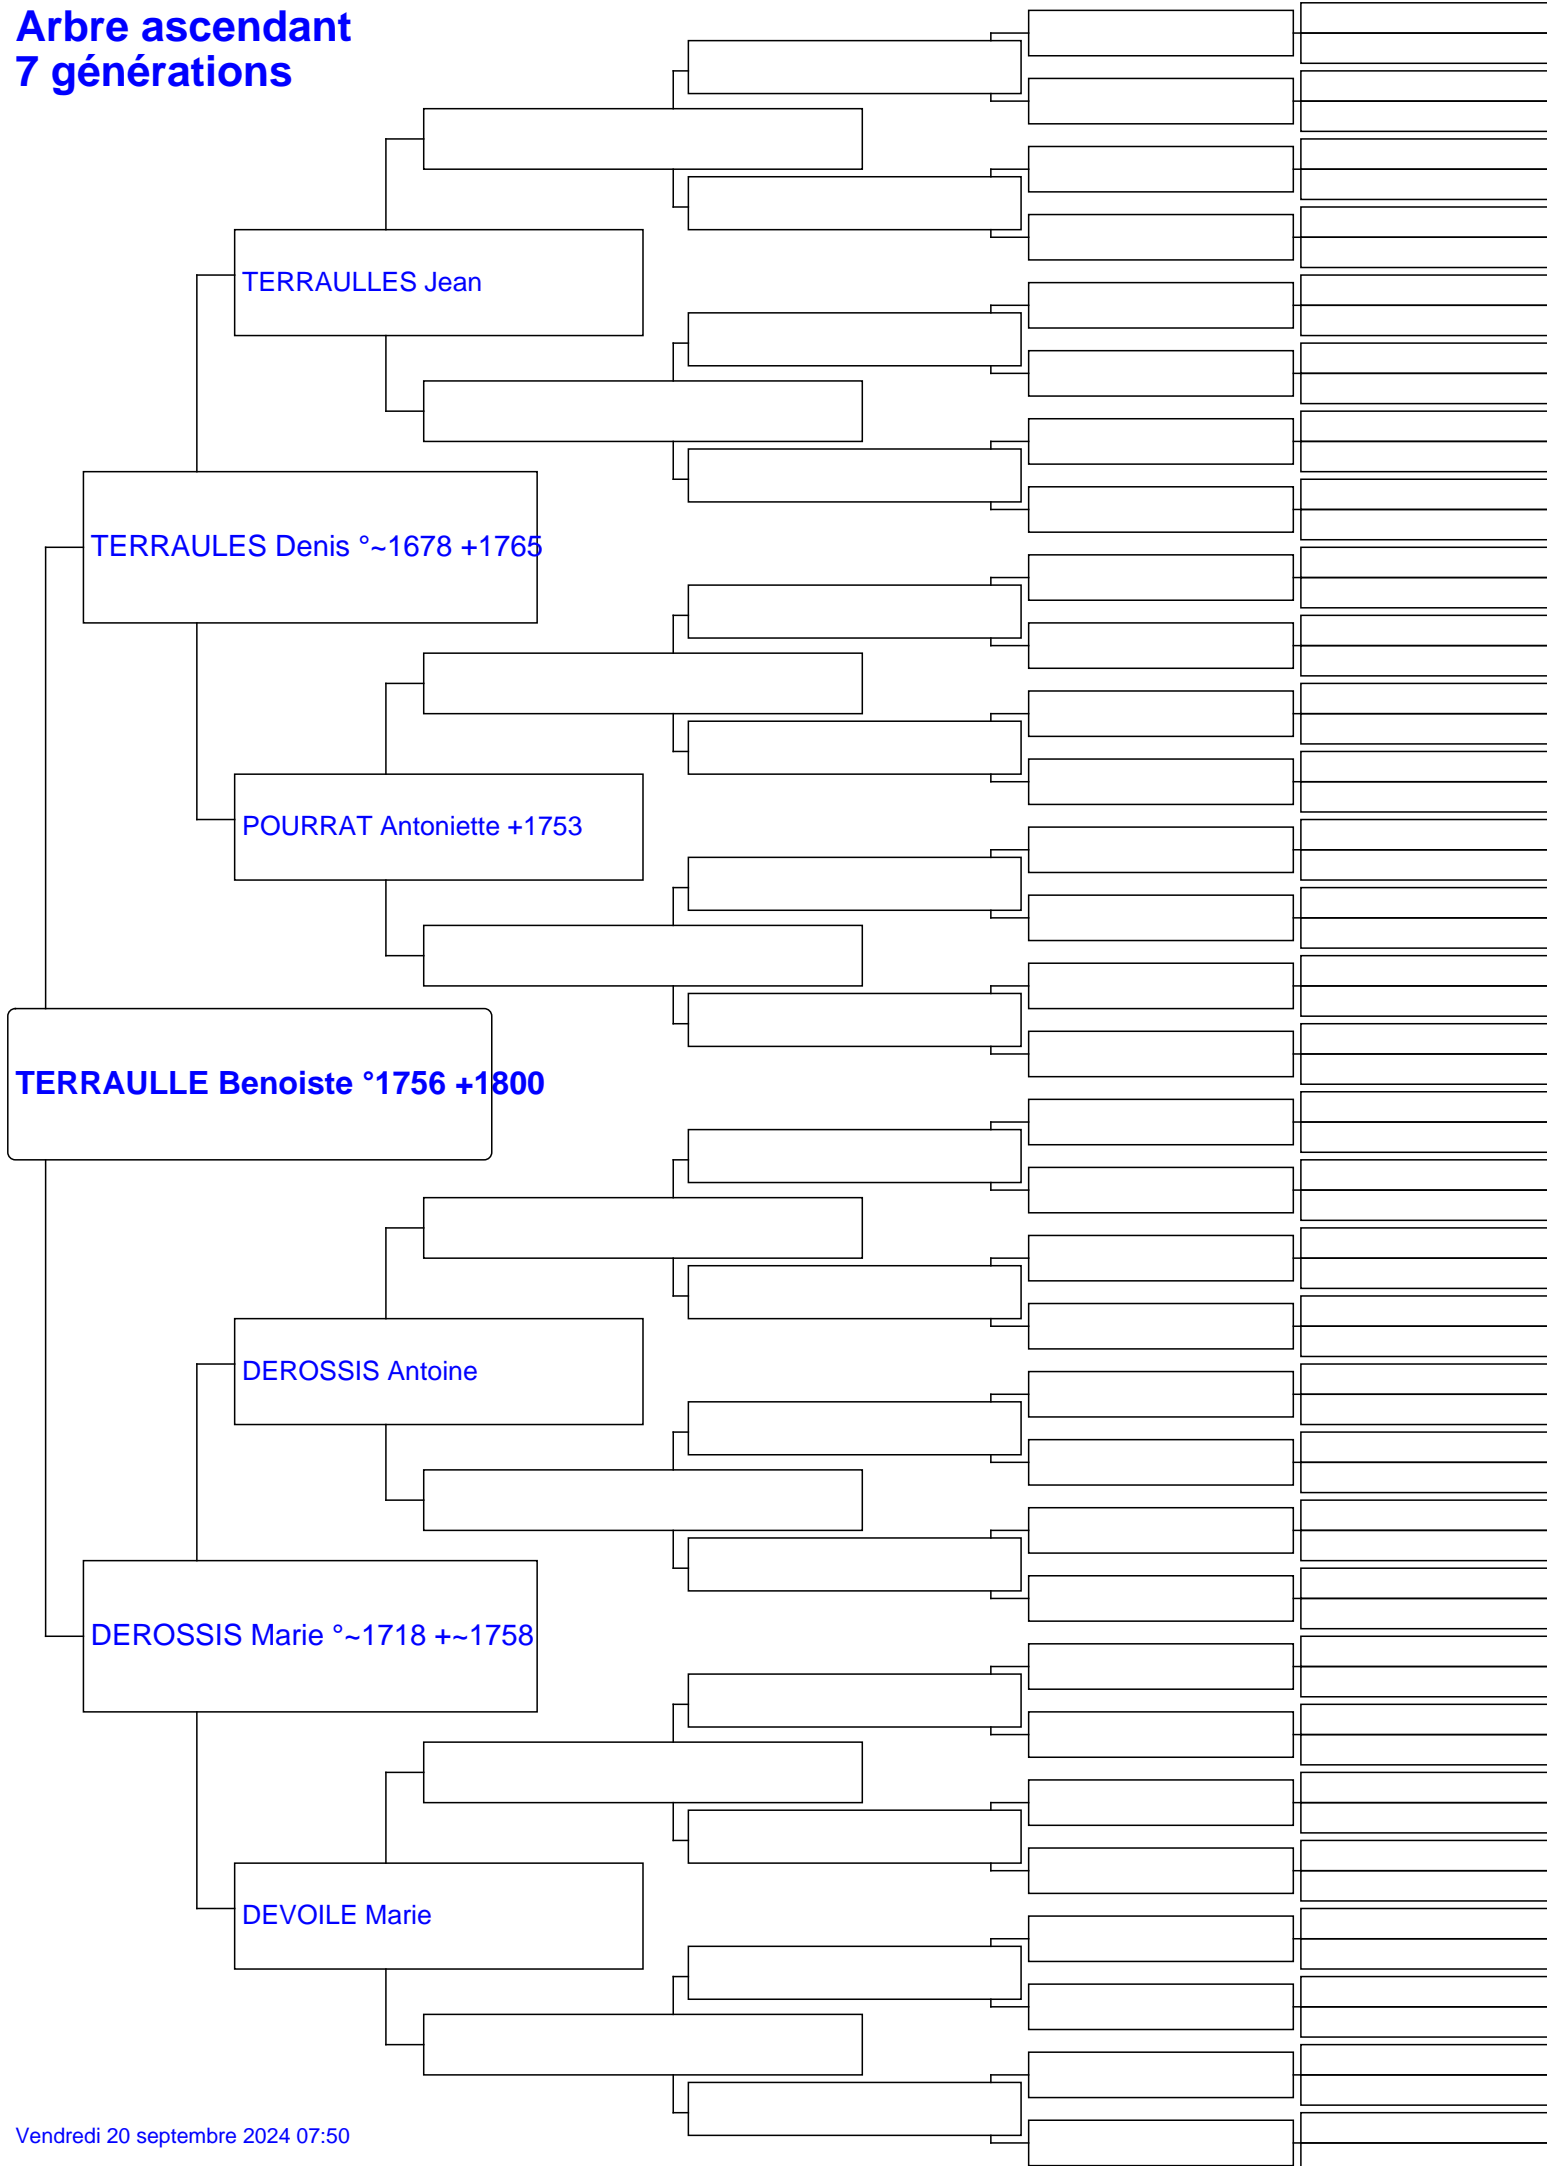 Arbre ascendant
7 générations
TERRAULLES Jean
TERRAULES Denis °~1678 +1765
POURRAT Antoniette +1753
TERRAULLE Benoiste °1756 +1800
DEROSSIS Antoine
DEROSSIS Marie °~1718 +~1758
DEVOILE Marie
Vendredi 20 septembre 2024 07:50